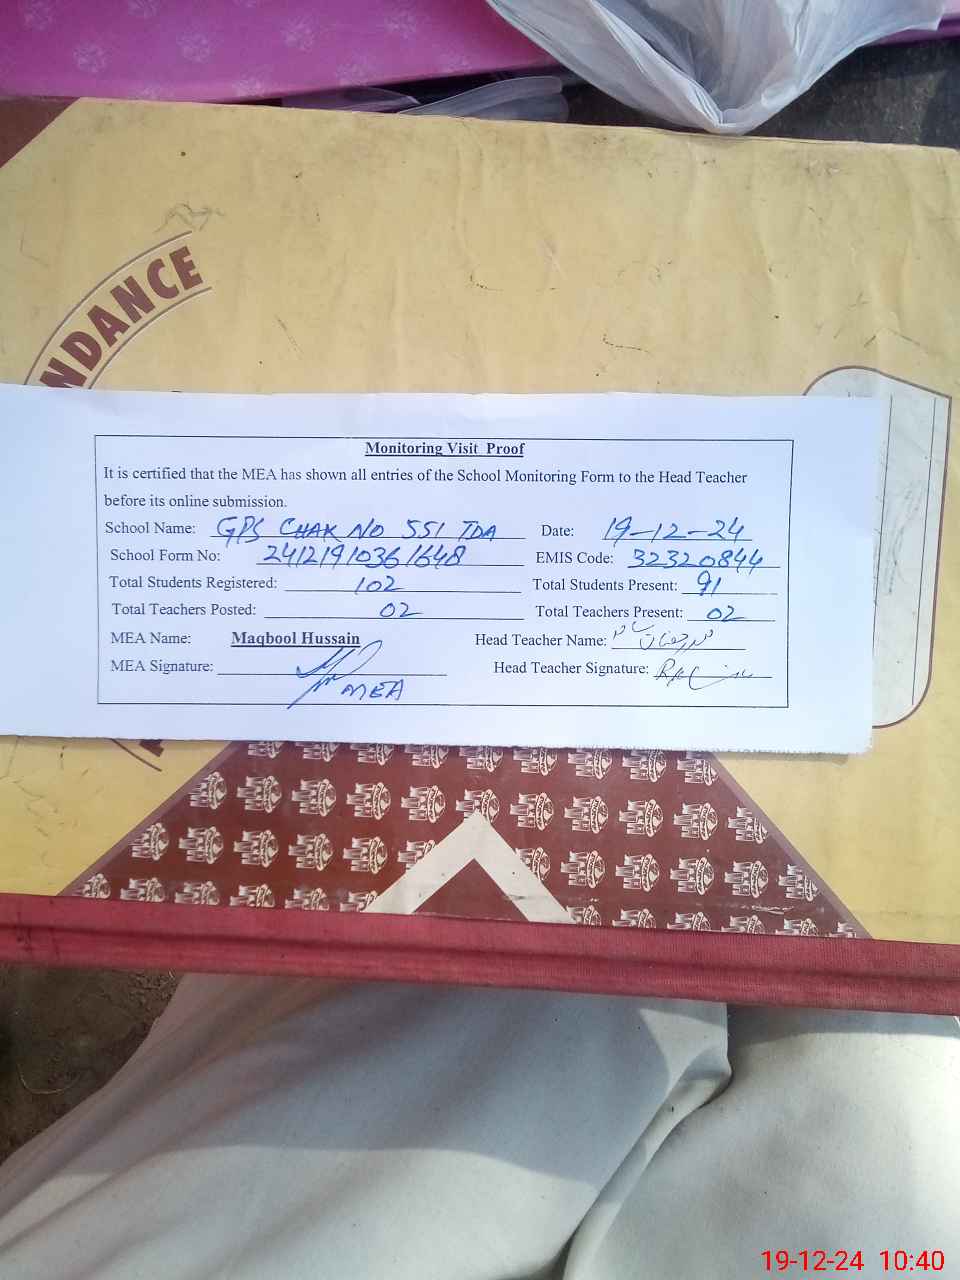 NDANCE
Monitoring Visit Proof
It is certified that the MEA has shown all entries of the School Monitoring Form to the Head Teacher
before its online submission.
School Name: GPS CHAK NO 551 TDA Date: 19-12-24
School Form No: 24121910361648 EMIS Code: 32320844
Total Students Registered: 102 Total Students Present: 91
Total Teachers Posted: 02 Total Teachers Present: 02
MEA Name: Maqbool Hussain Head Teacher Name:
MEA Signature: MEA Head Teacher Signature:
19-12-24 10:40